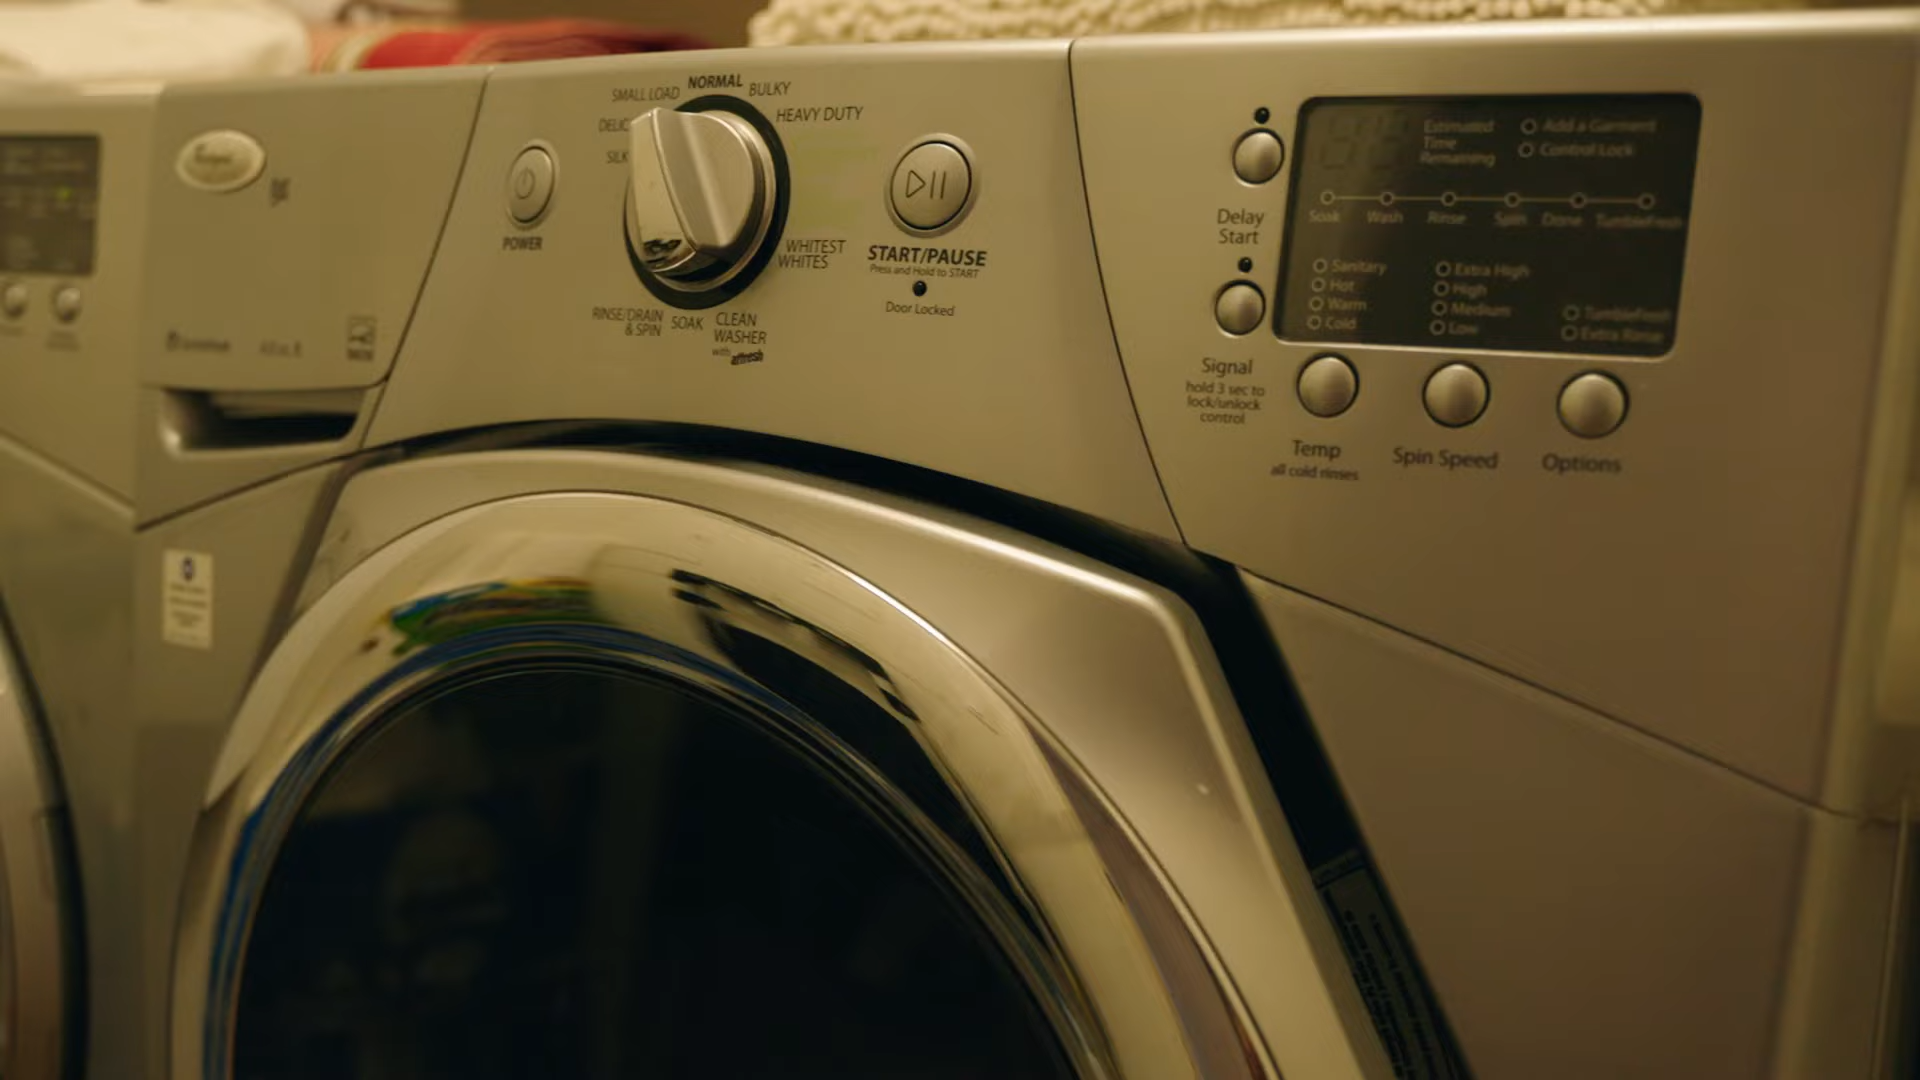 NORMAL
SMALL LOAD
BULKY
HEAVY DUTY
DELIC
SILK
WHITEST
WHITES
CLEAN
WASHER
with affresh
SOAK
RINSE/DRAIN
& SPIN
POWER
START/PAUSE
Press and Hold to START
Door Locked
Delay
Start
Signal
hold 3 sec to
lock/unlock
control
Estimated
Time
Remaining
Add a Garment
Control Lock
Soak Wash Rinse Spin Done TumbleFresh
Sanitary
Hot
Warm
Cold
Extra High
High
Medium
Low
TumbleFresh
Extra Rinse
Temp
all cold rinses
Spin Speed
Options